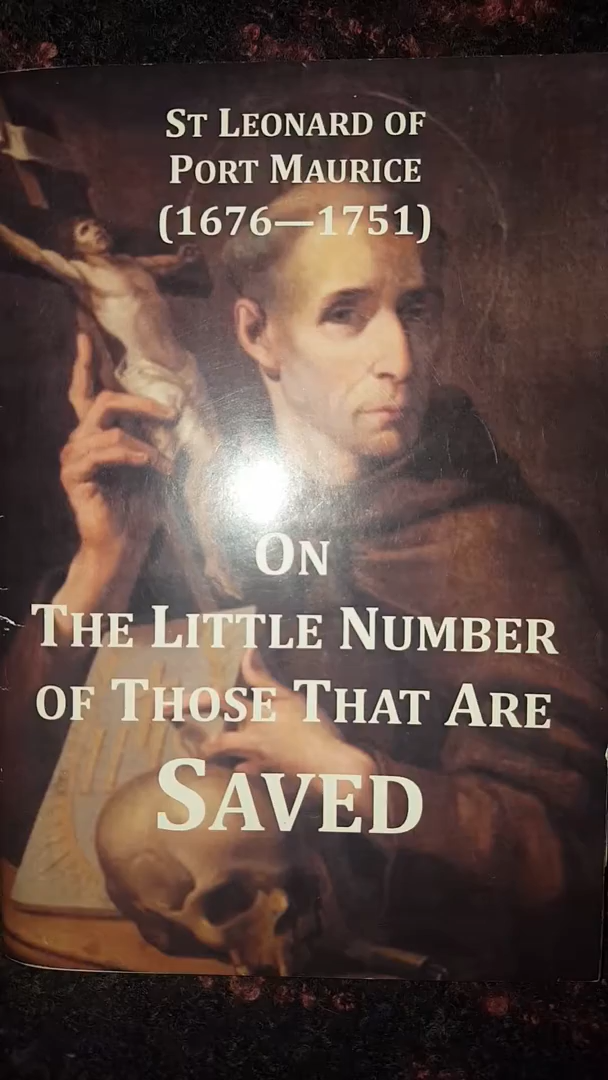 St Leonard of
Port Maurice
(1676—1751)
On
The Little Number
of Those That Are
Saved